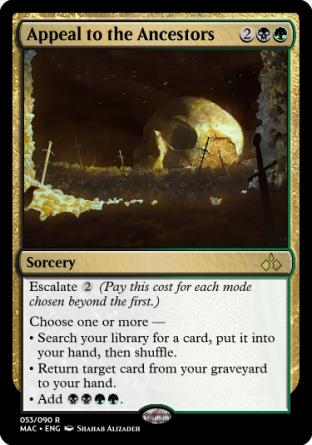 Appeal to the Ancestors 2
Sorcery
Escalate 2 (Pay this cost for each mode
chosen beyond the first.)
Choose one or more —
• Search your library for a card, put it into
your hand, then shuffle.
• Return target card from your graveyard
to your hand.
• Add
053/090 R
MAC • ENG Shahab Alizadeh